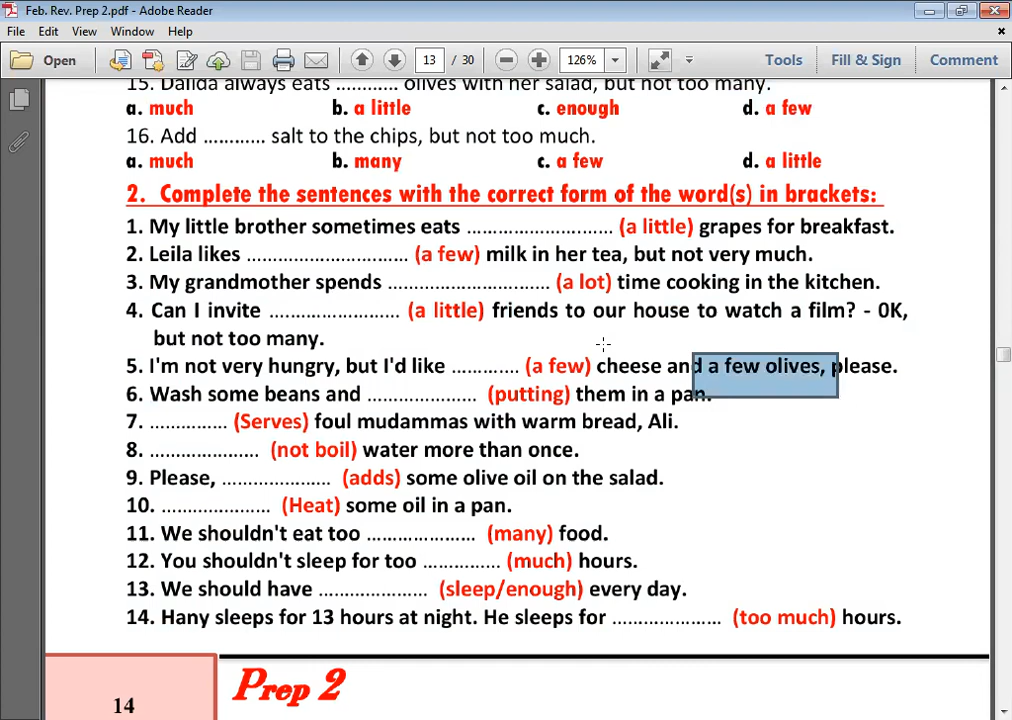 Feb. Rev. Prep 2.pdf - Adobe Reader
File Edit View Window Help
Open 13 / 30 126% Tools Fill & Sign Comment
15. Dalida always eats ………… olives with her salad, but not too many.
a. much b. a little c. enough d. a few
16. Add ………… salt to the chips, but not too much.
a. much b. many c. a few d. a little
2. Complete the sentences with the correct form of the word(s) in brackets:
1. My little brother sometimes eats …………………….. (a little) grapes for breakfast.
2. Leila likes ………………………… (a few) milk in her tea, but not very much.
3. My grandmother spends ………………………… (a lot) time cooking in the kitchen.
4. Can I invite …………………… (a little) friends to our house to watch a film? - 0K,
but not too many.
5. I'm not very hungry, but I'd like ………… (a few) cheese and a few olives, please.
6. Wash some beans and ………………… (putting) them in a pan.
7. …………… (Serves) foul mudammas with warm bread, Ali.
8. ………………… (not boil) water more than once.
9. Please, ………………… (adds) some olive oil on the salad.
10. ………………… (Heat) some oil in a pan.
11. We shouldn't eat too ………………… (many) food.
12. You shouldn't sleep for too …………… (much) hours.
13. We should have ………………… (sleep/enough) every day.
14. Hany sleeps for 13 hours at night. He sleeps for ………………… (too much) hours.
14 Prep 2